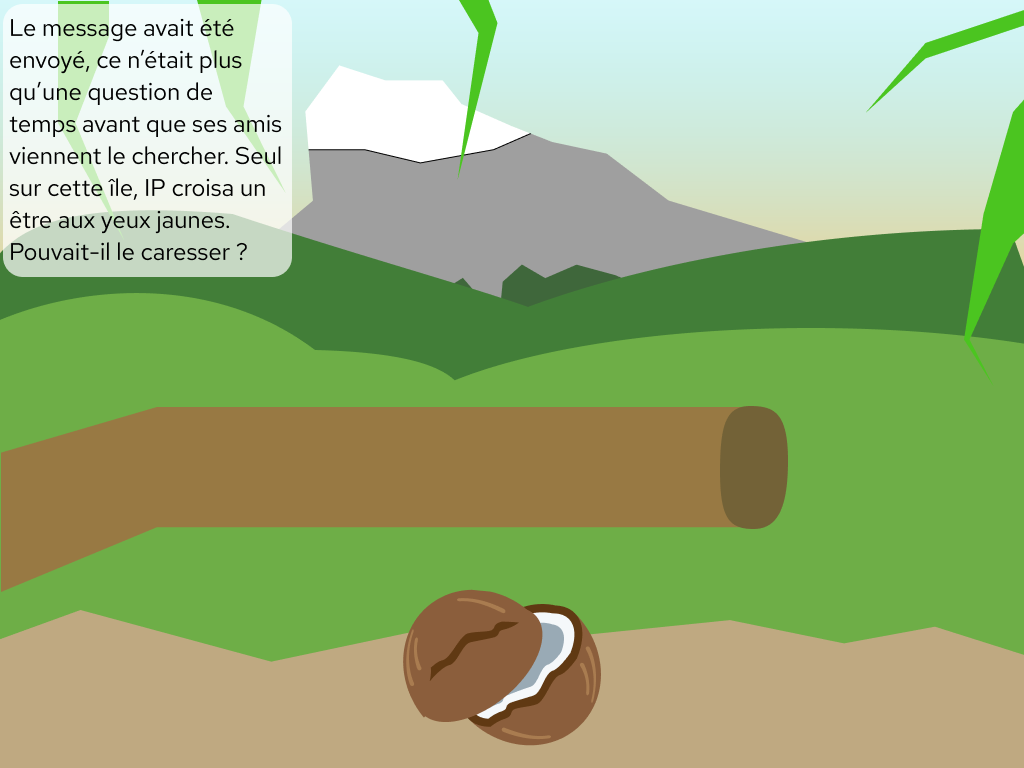 Le message avait été
envoyé, ce n’était plus
qu’une question de
temps avant que ses amis
viennent le chercher. Seul
sur cette île, IP croisa un
être aux yeux jaunes.
Pouvait-il le caresser ?